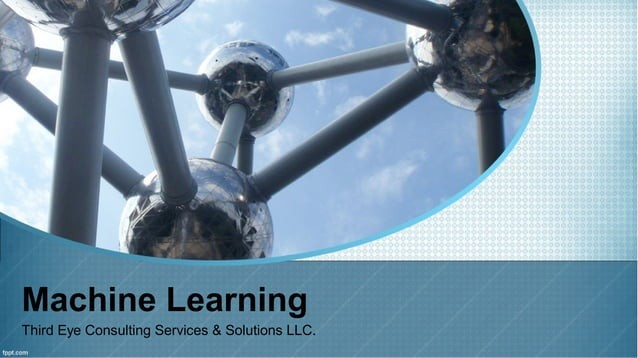 Machine Learning
Third Eye Consulting Services & Solutions LLC.
fppt.com